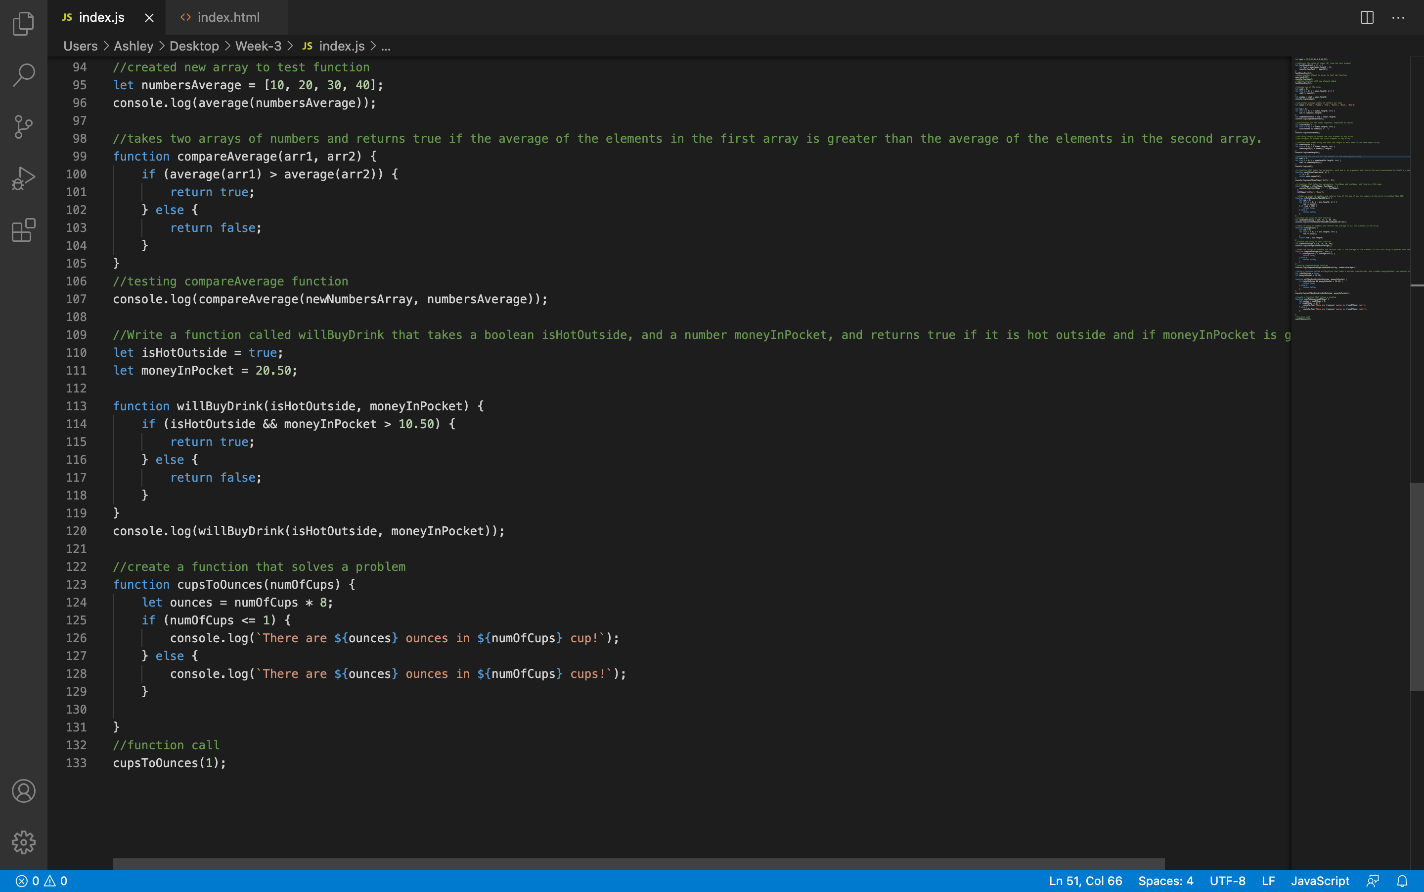 JS index.js ×
<> index.html
Users > Ashley > Desktop > Week-3 > JS index.js > ...
94 //created new array to test function
95 let numbersAverage = [10, 20, 30, 40];
96 console.log(average(numbersAverage));
97
98 //takes two arrays of numbers and returns true if the average of the elements in the first array is greater than the average of the elements in the second array.
99 function compareAverage(arr1, arr2) {
100     if (average(arr1) > average(arr2)) {
101         return true;
102     } else {
103         return false;
104     }
105 }
106 //testing compareAverage function
107 console.log(compareAverage(newNumbersArray, numbersAverage));
108
109 //Write a function called willBuyDrink that takes a boolean isHotOutside, and a number moneyInPocket, and returns true if it is hot outside and if moneyInPocket is g
110 let isHotOutside = true;
111 let moneyInPocket = 20.50;
112
113 function willBuyDrink(isHotOutside, moneyInPocket) {
114     if (isHotOutside && moneyInPocket > 10.50) {
115         return true;
116     } else {
117         return false;
118     }
119 }
120 console.log(willBuyDrink(isHotOutside, moneyInPocket));
121
122 //create a function that solves a problem
123 function cupsToOunces(numOfCups) {
124     let ounces = numOfCups * 8;
125     if (numOfCups <= 1) {
126         console.log(`There are ${ounces} ounces in ${numOfCups} cup!`);
127     } else {
128         console.log(`There are ${ounces} ounces in ${numOfCups} cups!`);
129     }
130
131 }
132 //function call
133 cupsToOunces(1);
0 0 Ln 51, Col 66 Spaces: 4 UTF-8 LF JavaScript